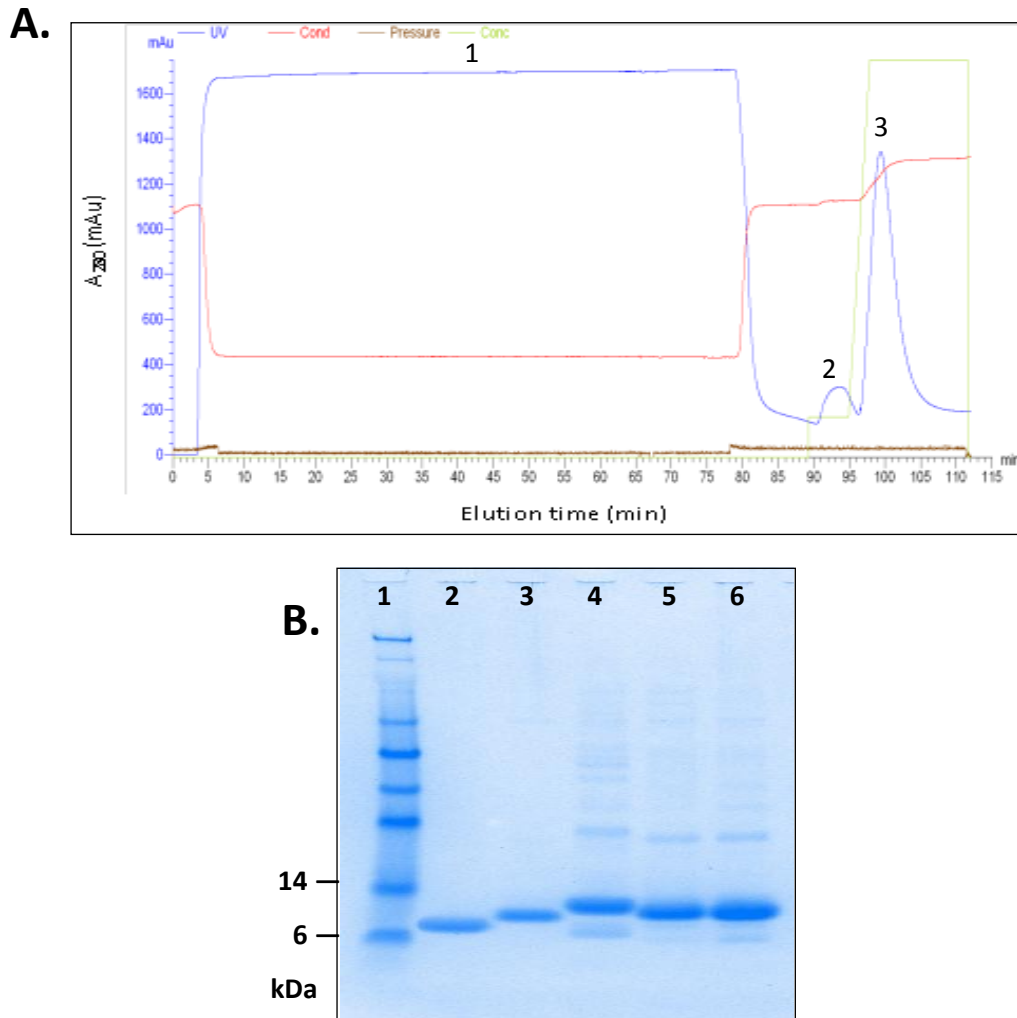 A.
UV Cond Pressure Conc
mAu
1
1600
1400
1200
1000
800
600
400
200
0
A280 (mAu)
2
3
0 5 10 15 20 25 30 35 40 45 50 55 60 65 70 75 80 85 90 95 100 105 110 115 min
Elution time (min)
B.
1 2 3 4 5 6
14
6
kDa